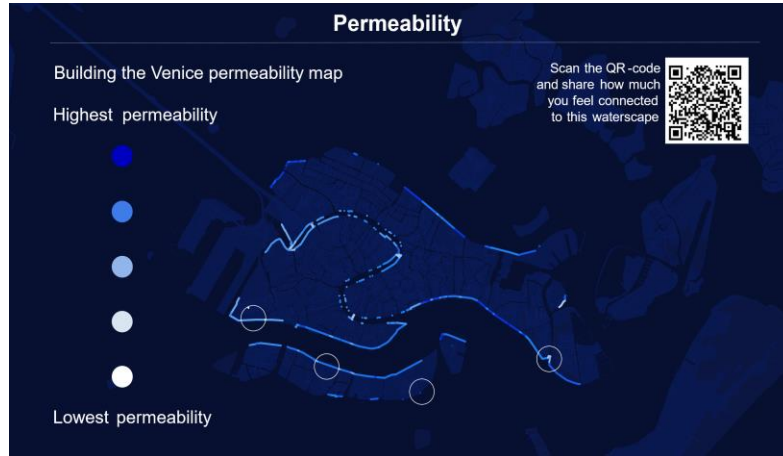 Permeability
Building the Venice permeability map
Scan the QR-code
and share how much
you feel connected
to this waterscape
Highest permeability
Lowest permeability